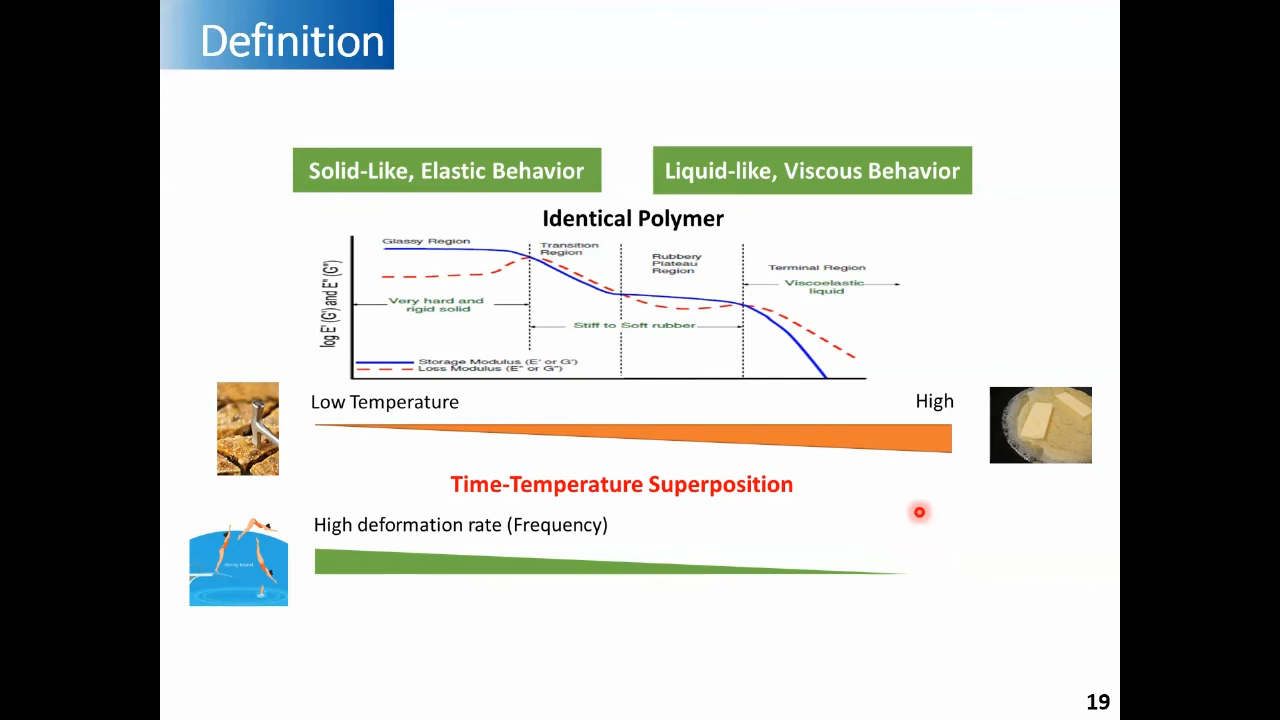 Definition
Solid-Like, Elastic Behavior
Liquid-like, Viscous Behavior
Identical Polymer
Glassy Region
Transition
Region
Rubbery
Plateau
Region
Terminal Region
Viscoelastic
liquid
Very hard and
rigid solid
Stiff to Soft rubber
log E' (G') and E" (G")
Storage Modulus (E' or G')
Loss Modulus (E" or G")
Low Temperature
High
Time-Temperature Superposition
High deformation rate (Frequency)
19